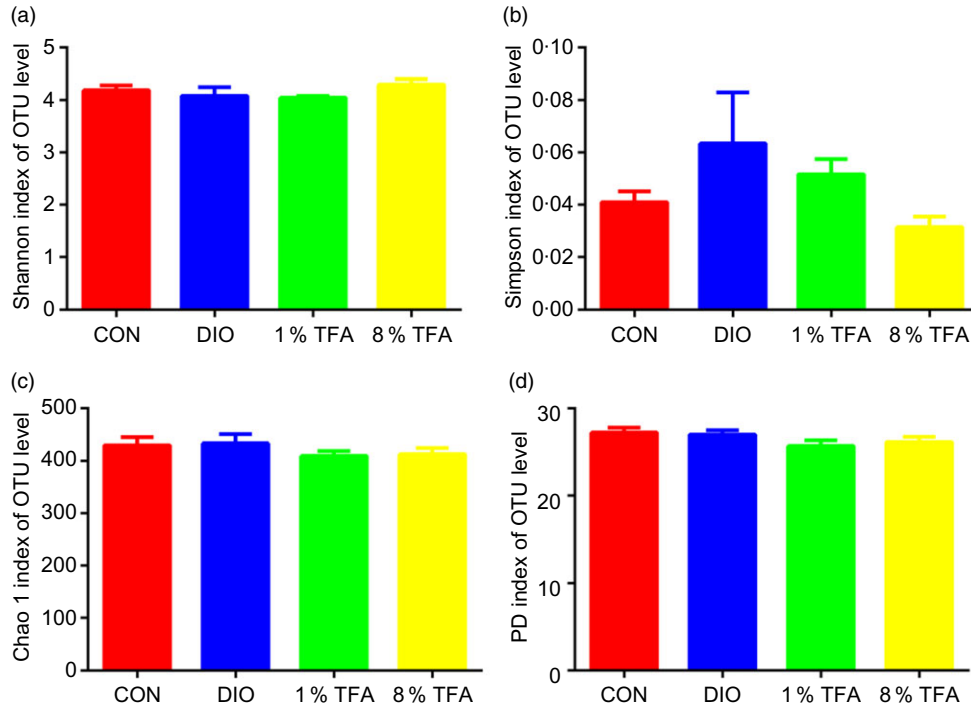 (a)
Shannon index of OTU level
5
4
3
2
1
0
CON DIO 1 % TFA 8 % TFA
(b)
Simpson index of OTU level
0·10
0·08
0·06
0·04
0·02
0·00
CON DIO 1 % TFA 8 % TFA
(c)
Chao 1 index of OTU level
500
400
300
200
100
0
CON DIO 1 % TFA 8 % TFA
(d)
PD index of OTU level
30
20
10
0
CON DIO 1 % TFA 8 % TFA